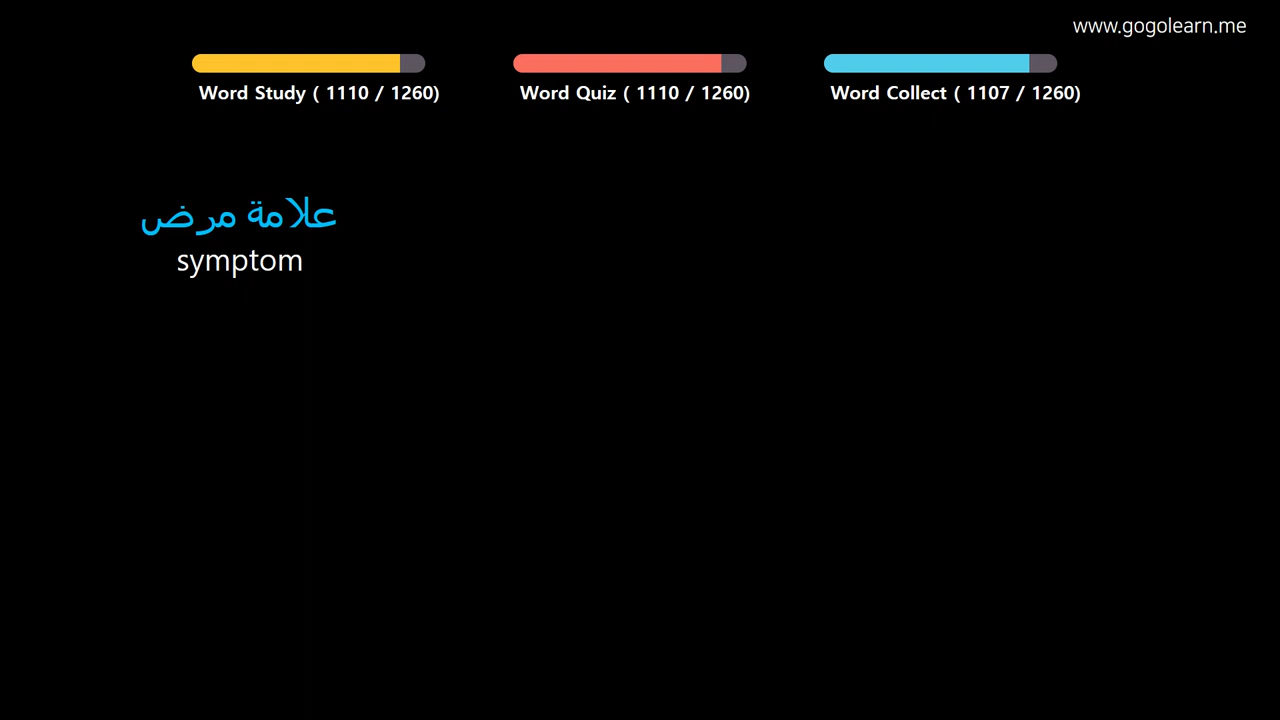 www.gogolearn.me
Word Study ( 1110 / 1260)
Word Quiz ( 1110 / 1260)
Word Collect ( 1107 / 1260)
علامة مرض
symptom